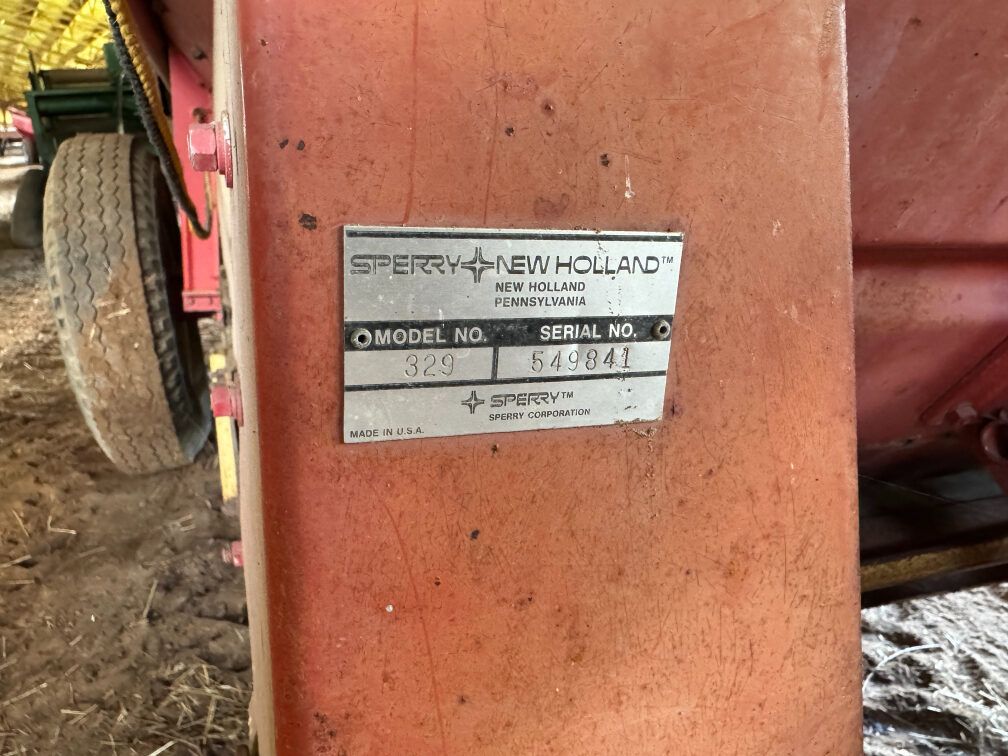 SPERRY NEW HOLLAND™
NEW HOLLAND
PENNSYLVANIA
MODEL NO. SERIAL NO.
329 549841
SPERRY™
SPERRY CORPORATION
MADE IN U.S.A.